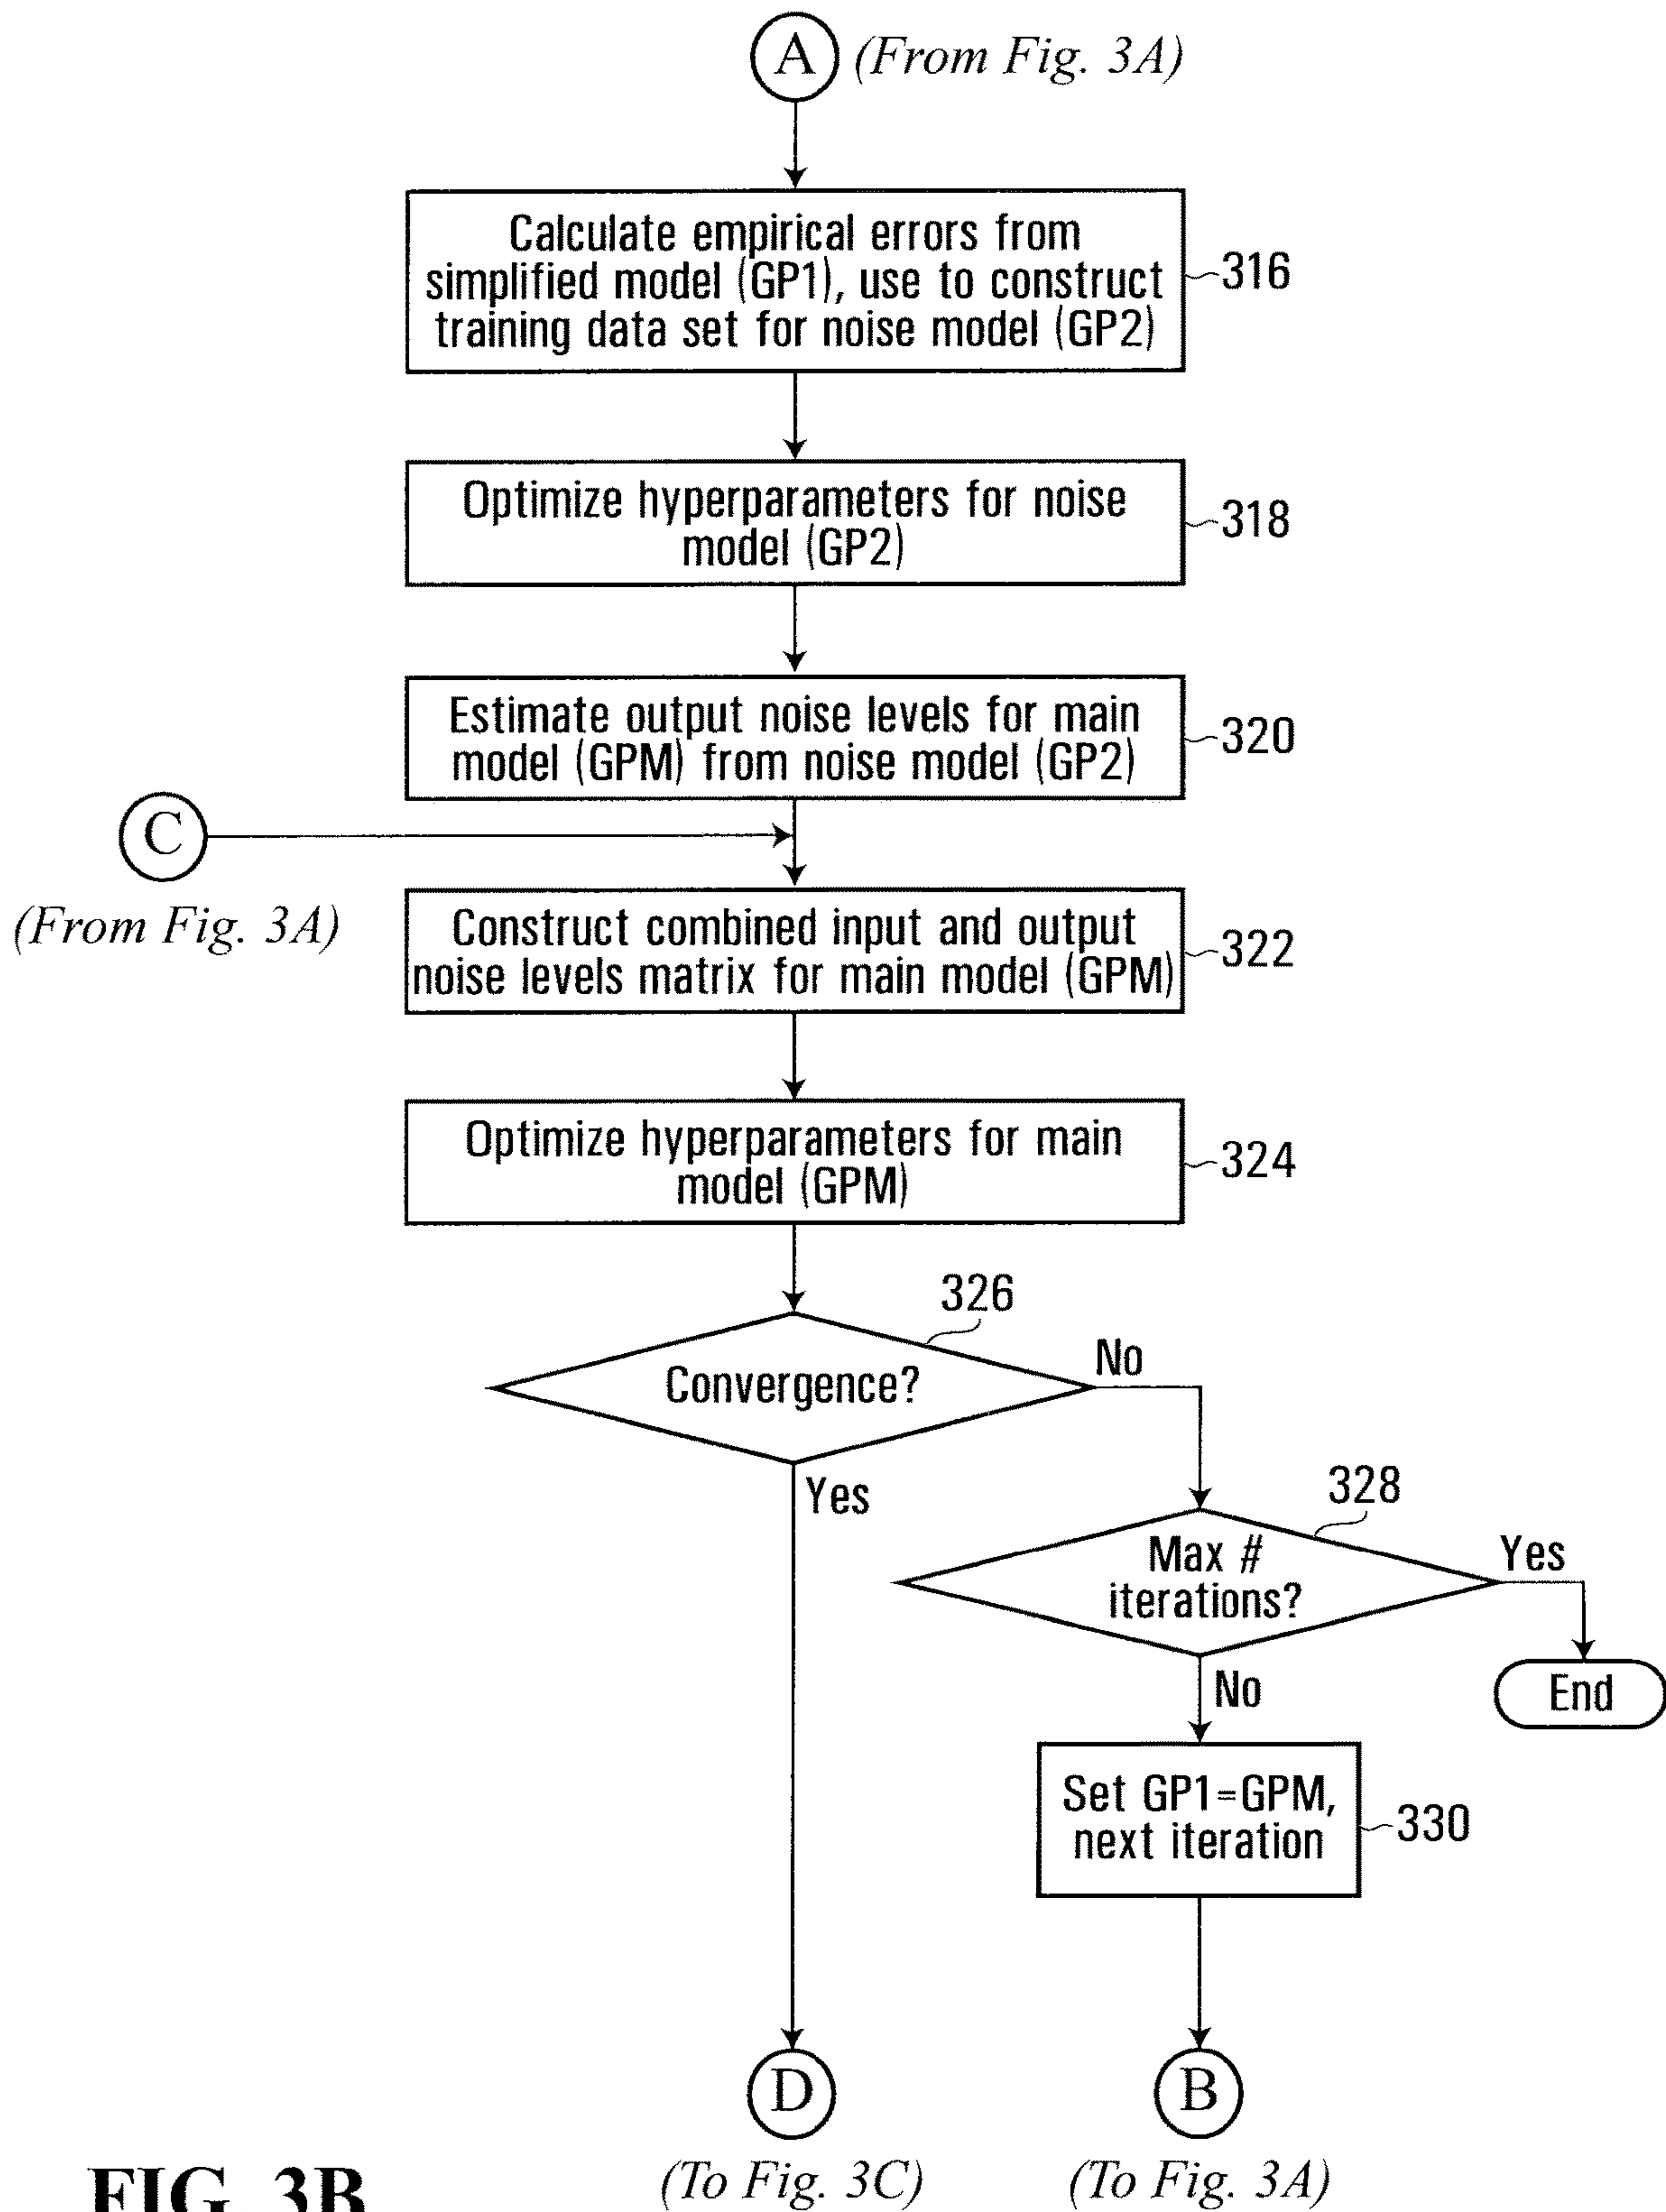 A (From Fig. 3A)
Calculate empirical errors from
simplified model (GP1), use to construct
training data set for noise model (GP2)
316
Optimize hyperparameters for noise
model (GP2)
318
Estimate output noise levels for main
model (GPM) from noise model (GP2)
320
C
(From Fig. 3A)
Construct combined input and output
noise levels matrix for main model (GPM)
322
Optimize hyperparameters for main
model (GPM)
324
326
Convergence?
No
Yes
328
Max #
iterations?
Yes
End
No
Set GP1=GPM,
next iteration
330
D
B
(To Fig. 3C)
(To Fig. 3A)
FIG. 3B